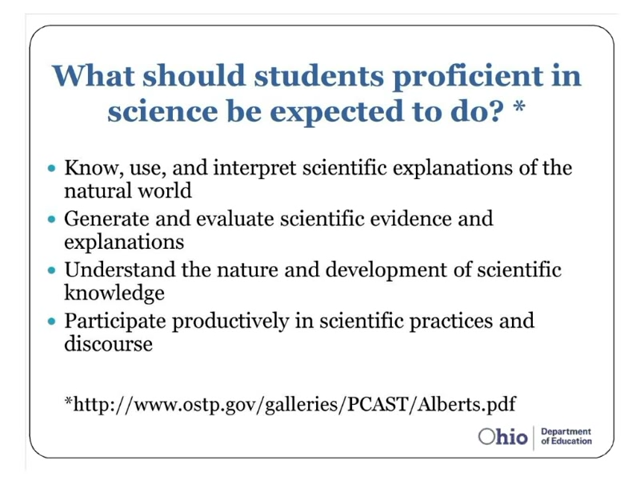 What should students proficient in
science be expected to do? *
• Know, use, and interpret scientific explanations of the
natural world
• Generate and evaluate scientific evidence and
explanations
• Understand the nature and development of scientific
knowledge
• Participate productively in scientific practices and
discourse
*http://www.ostp.gov/galleries/PCAST/Alberts.pdf
Ohio
Department
of Education